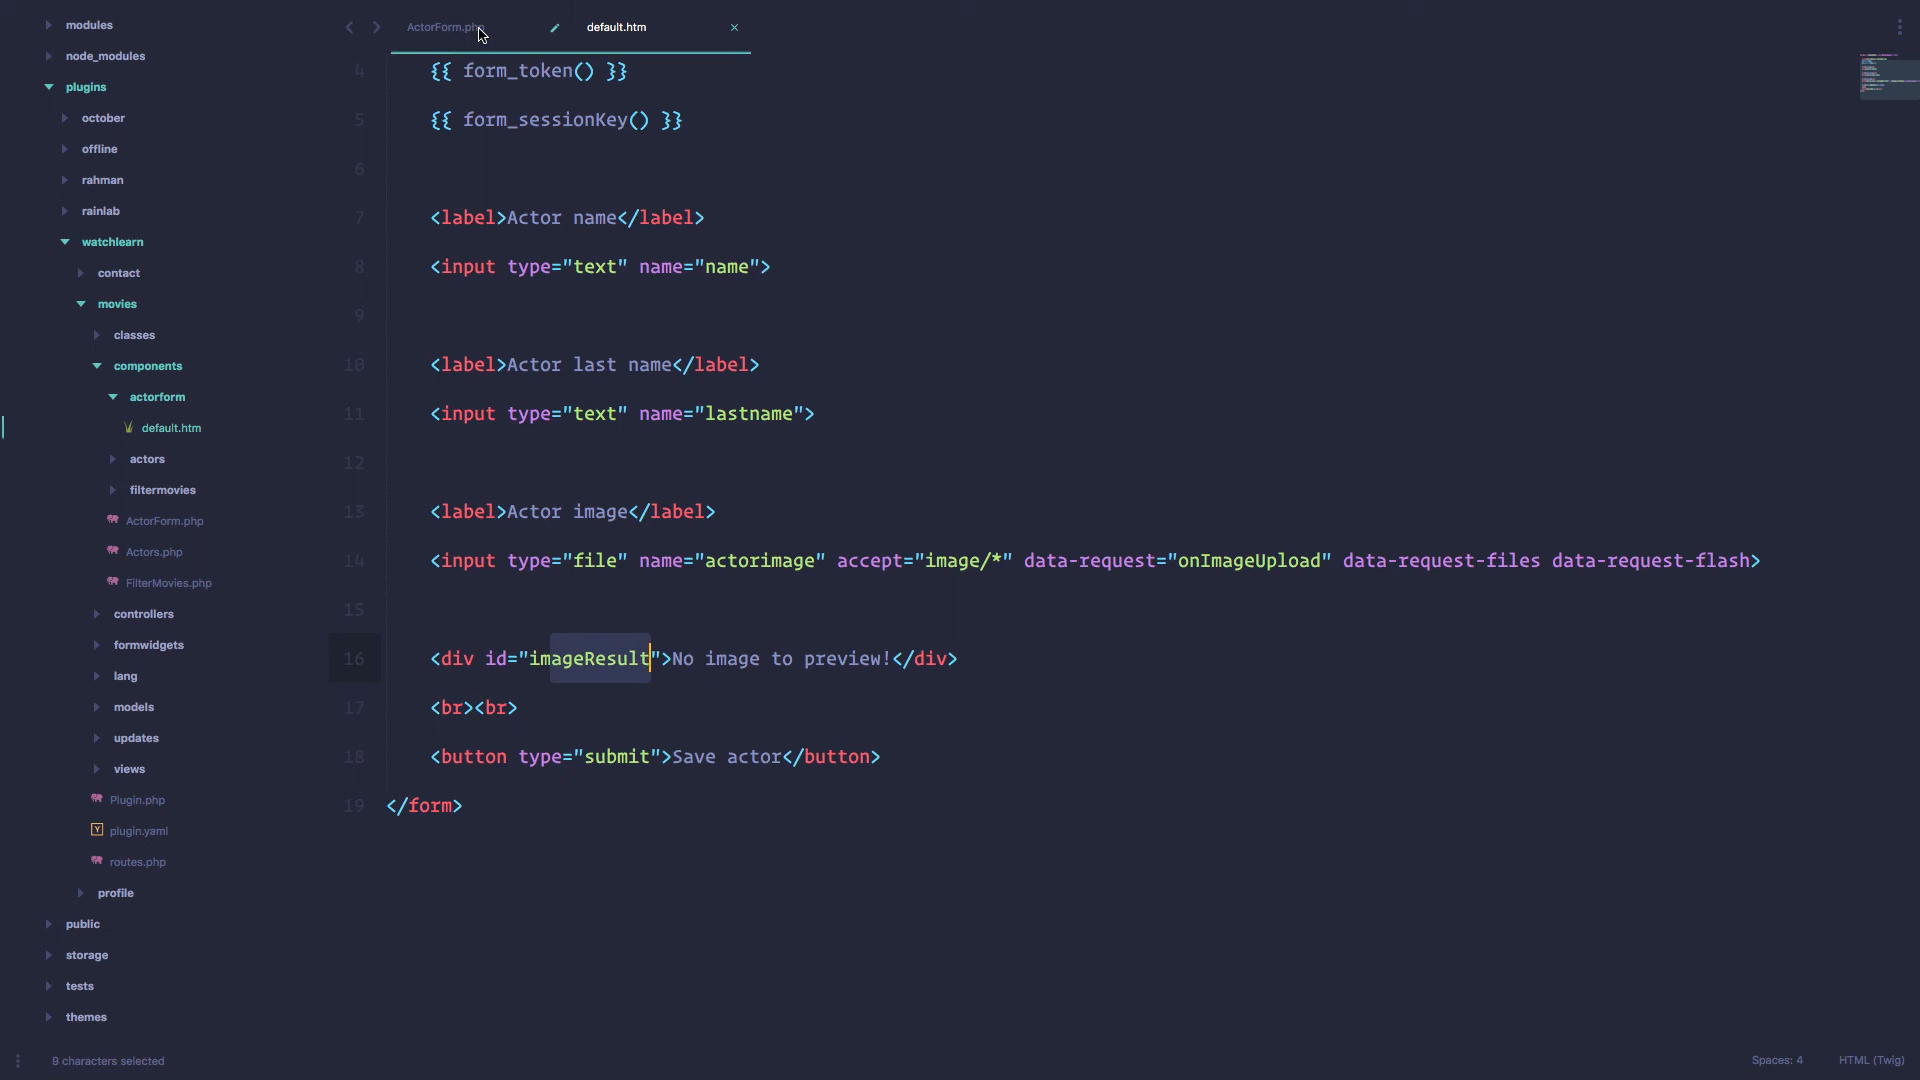 modules
node_modules
plugins
october
offline
rahman
rainlab
watchlearn
contact
movies
classes
components
actorform
default.htm
actors
filtermovies
ActorForm.php
Actors.php
FilterMovies.php
controllers
formwidgets
lang
models
updates
views
Plugin.php
Y plugin.yaml
routes.php
profile
public
storage
tests
themes
ActorForm.php default.htm
4 {{ form_token() }}
5 {{ form_sessionKey() }}
6
7 <label>Actor name</label>
8 <input type="text" name="name">
9
10 <label>Actor last name</label>
11 <input type="text" name="lastname">
12
13 <label>Actor image</label>
14 <input type="file" name="actorimage" accept="image/*" data-request="onImageUpload" data-request-files data-request-flash>
15
16 <div id="imageResult">No image to preview!</div>
17 <br><br>
18 <button type="submit">Save actor</button>
19 </form>
9 characters selected Spaces: 4 HTML (Twig)